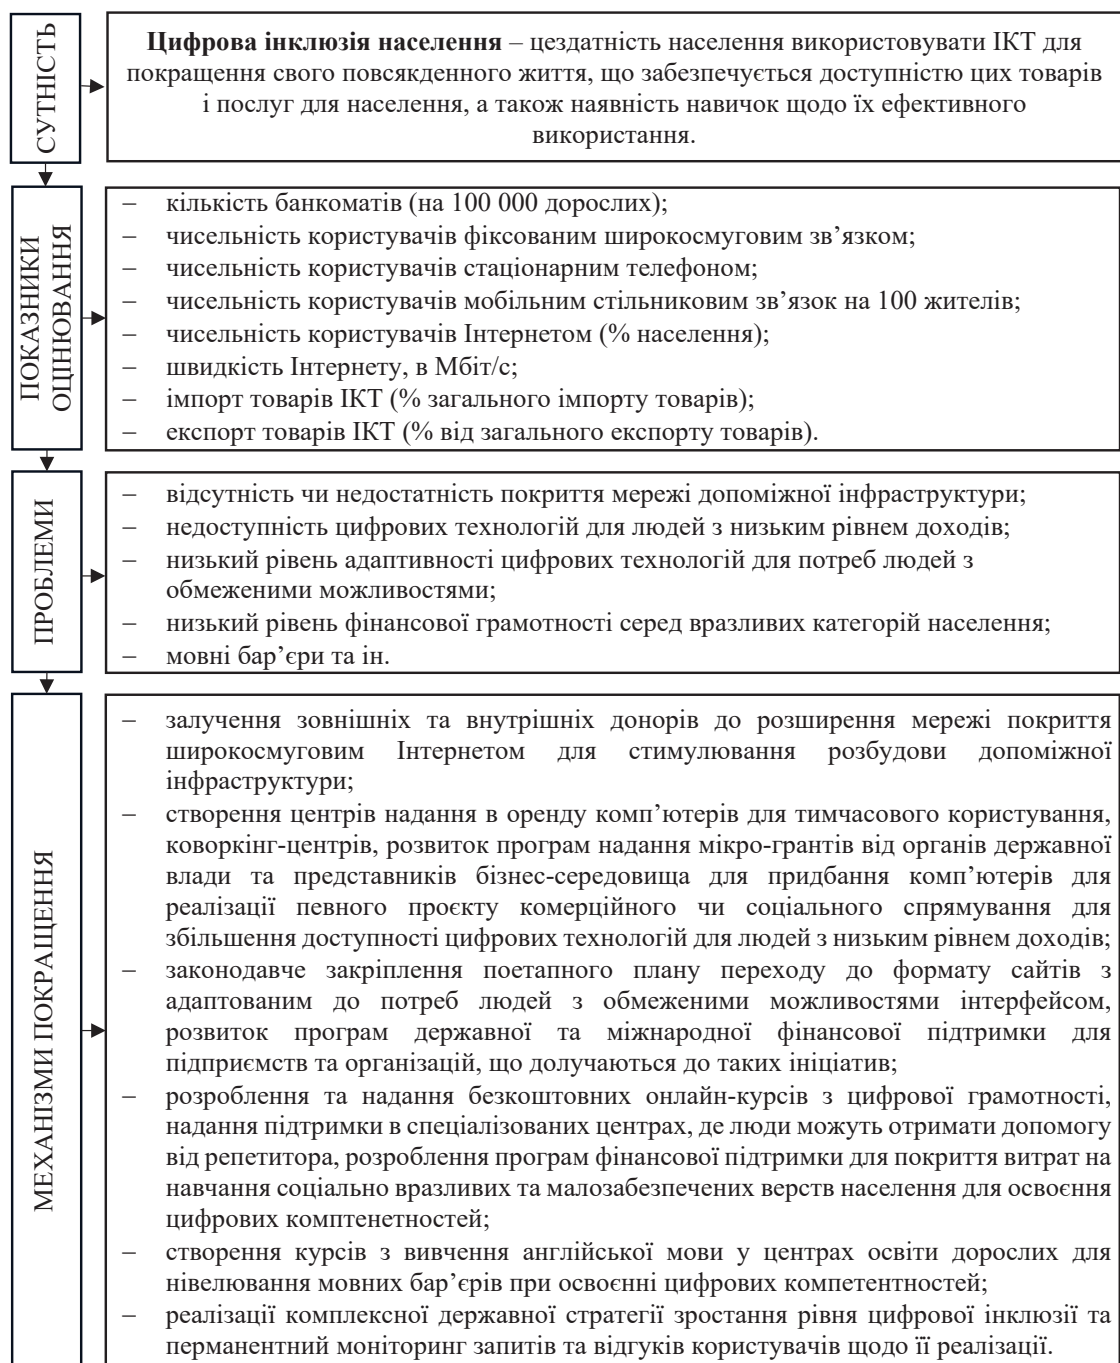 СУТНІСТЬ
Цифрова інклюзія населення – цездатність населення використовувати ІКТ для
покращення свого повсякденного життя, що забезпечується доступністю цих товарів
і послуг для населення, а також наявність навичок щодо їх ефективного
використання.
ПОКАЗНИКИ
ОЦІНЮВАННЯ
– кількість банкоматів (на 100 000 дорослих);
– чисельність користувачів фіксованим широкосмуговим зв’язком;
– чисельність користувачів стаціонарним телефоном;
– чисельність користувачів мобільним стільниковим зв’язок на 100 жителів;
– чисельність користувачів Інтернетом (% населення);
– швидкість Інтернету, в Мбіт/с;
– імпорт товарів ІКТ (% загального імпорту товарів);
– експорт товарів ІКТ (% від загального експорту товарів).
ПРОБЛЕМИ
– відсутність чи недостатність покриття мережі допоміжної інфраструктури;
– недоступність цифрових технологій для людей з низьким рівнем доходів;
– низький рівень адаптивності цифрових технологій для потреб людей з
обмеженими можливостями;
– низький рівень фінансової грамотності серед вразливих категорій населення;
– мовні бар’єри та ін.
МЕХАНІЗМИ ПОКРАЩЕННЯ
– залучення зовнішніх та внутрішніх донорів до розширення мережі покриття
широкосмуговим Інтернетом для стимулювання розбудови допоміжної
інфраструктури;
– створення центрів надання в оренду комп’ютерів для тимчасового користування,
коворкінг-центрів, розвиток програм надання мікро-грантів від органів державної
влади та представників бізнес-середовища для придбання комп’ютерів для
реалізації певного проєкту комерційного чи соціального спрямування для
збільшення доступності цифрових технологій для людей з низьким рівнем доходів;
– законодавче закріплення поетапного плану переходу до формату сайтів з
адаптованим до потреб людей з обмеженими можливостями інтерфейсом,
розвиток програм державної та міжнародної фінансової підтримки для
підприємств та організацій, що долучаються до таких ініціатив;
– розроблення та надання безкоштовних онлайн-курсів з цифрової грамотності,
надання підтримки в спеціалізованих центрах, де люди можуть отримати допомогу
від репетитора, розроблення програм фінансової підтримки для покриття витрат на
навчання соціально вразливих та малозабезпечених верств населення для освоєння
цифрових комптенетностей;
– створення курсів з вивчення англійської мови у центрах освіти дорослих для
нівелювання мовних бар’єрів при освоєнні цифрових компетентностей;
– реалізації комплексної державної стратегії зростання рівня цифрової інклюзії та
перманентний моніторинг запитів та відгуків користувачів щодо її реалізації.